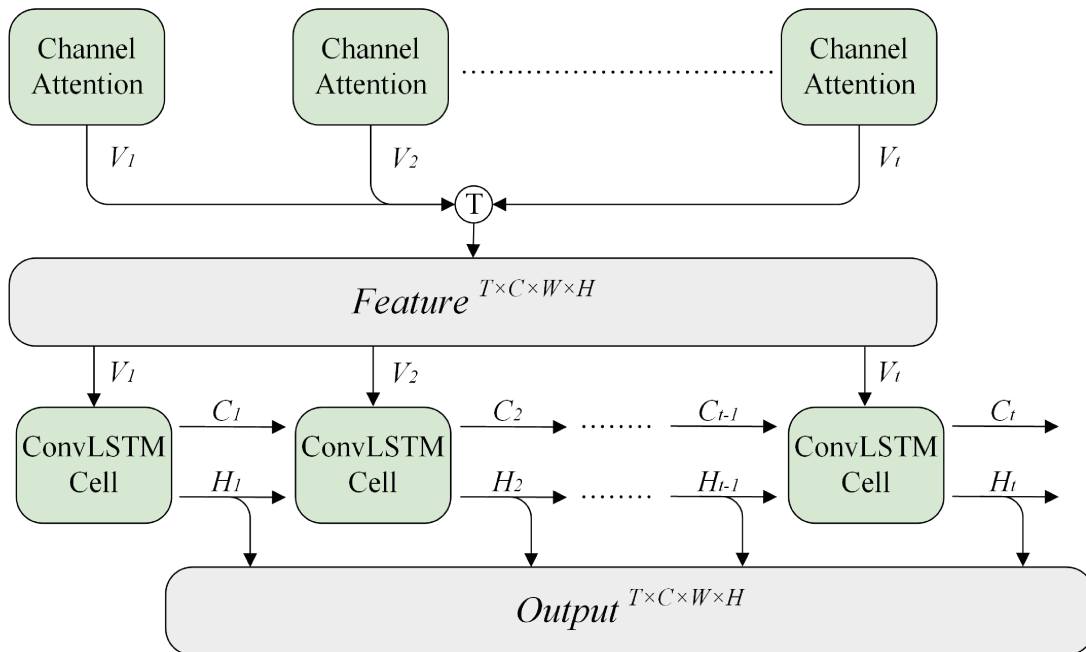 Channel
Attention
Channel
Attention
Channel
Attention
V1
V2
Vt
T
Feature T×C×W×H
V1
V2
Vt
ConvLSTM
Cell
C1
H1
ConvLSTM
Cell
C2
H2
Ct-1
Ht-1
ConvLSTM
Cell
Ct
Ht
Output T×C×W×H